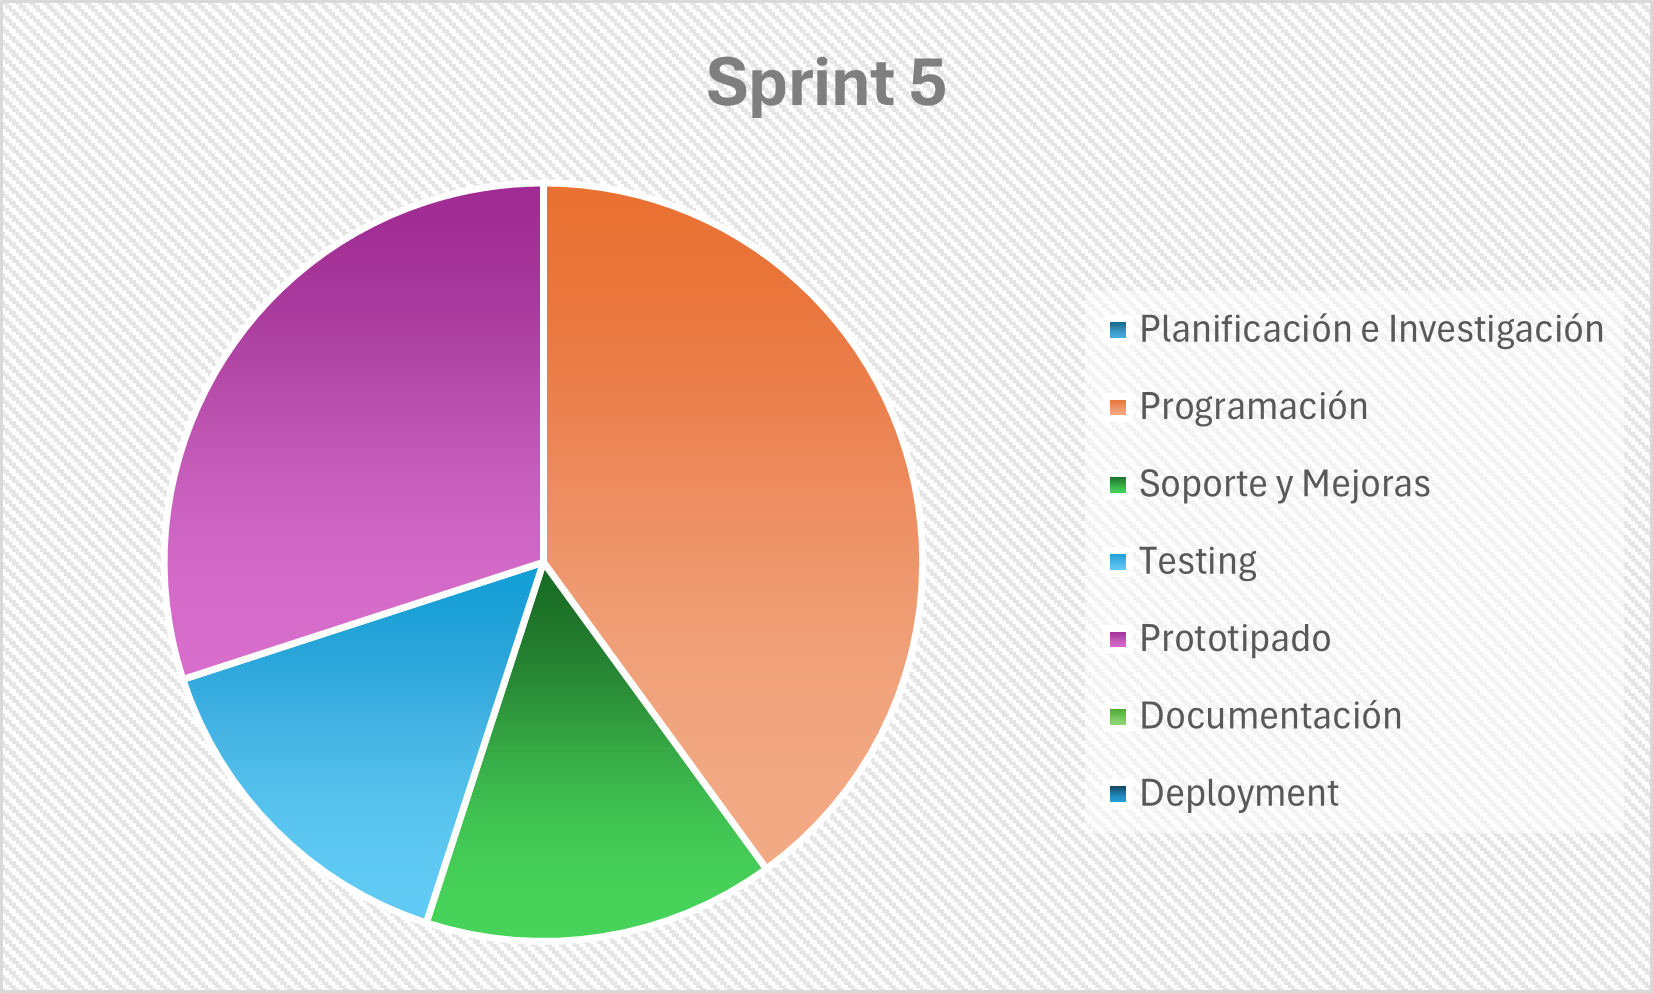 Sprint 5
Planificación e Investigación
Programación
Soporte y Mejoras
Testing
Prototipado
Documentación
Deployment